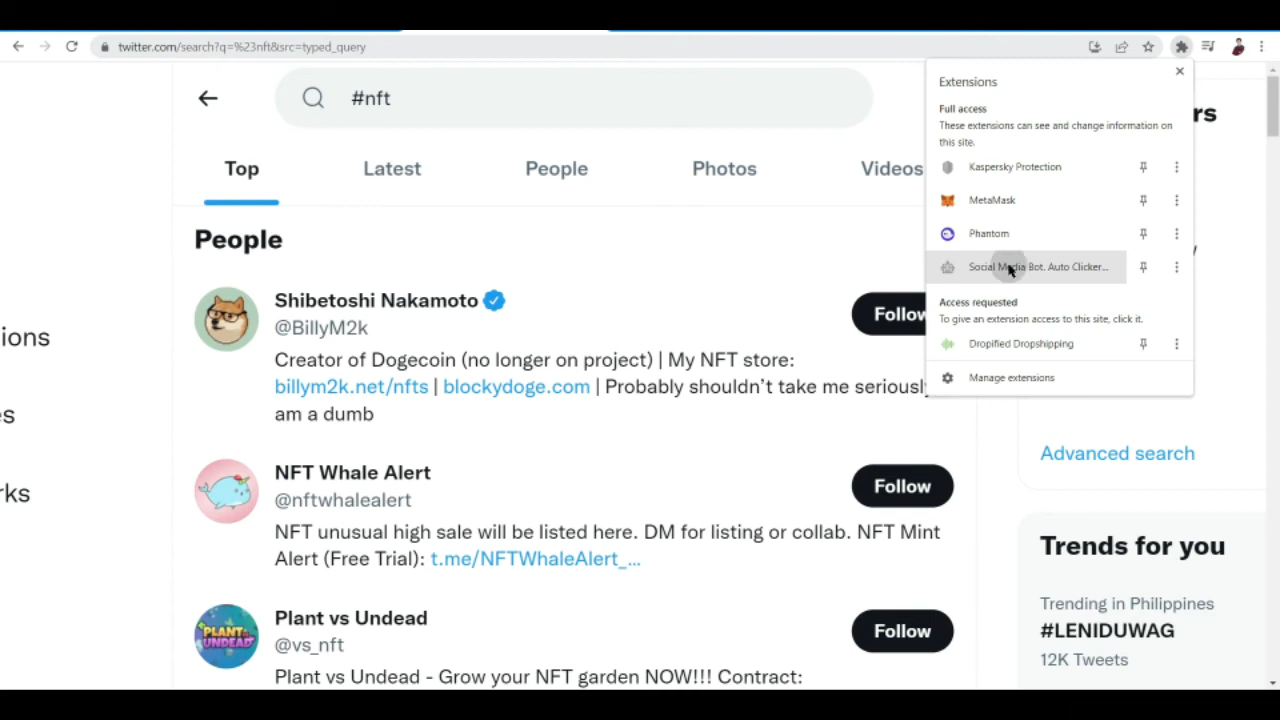 twitter.com/search?q=%23nft&src=typed_query
#nft
Top
Latest
People
Photos
Videos
People
Shibetoshi Nakamoto
@BillyM2k
Follow
Creator of Dogecoin (no longer on project) | My NFT store:
billym2k.net/nfts | blockydoge.com | Probably shouldn't take me seriously
am a dumb
NFT Whale Alert
@nftwhalealert
Follow
NFT unusual high sale will be listed here. DM for listing or collab. NFT Mint
Alert (Free Trial): t.me/NFTWhaleAlert_...
Plant vs Undead
@vs_nft
Follow
Plant vs Undead - Grow your NFT garden NOW!!! Contract:
ions
rks
Extensions
Full access
These extensions can see and change information on
this site.
Kaspersky Protection
MetaMask
Phantom
Social Media Bot. Auto Clicker...
Access requested
To give an extension access to this site, click it.
Dropified Dropshipping
Manage extensions
rs
Advanced search
Trends for you
Trending in Philippines
#LENIDUWAG
12K Tweets